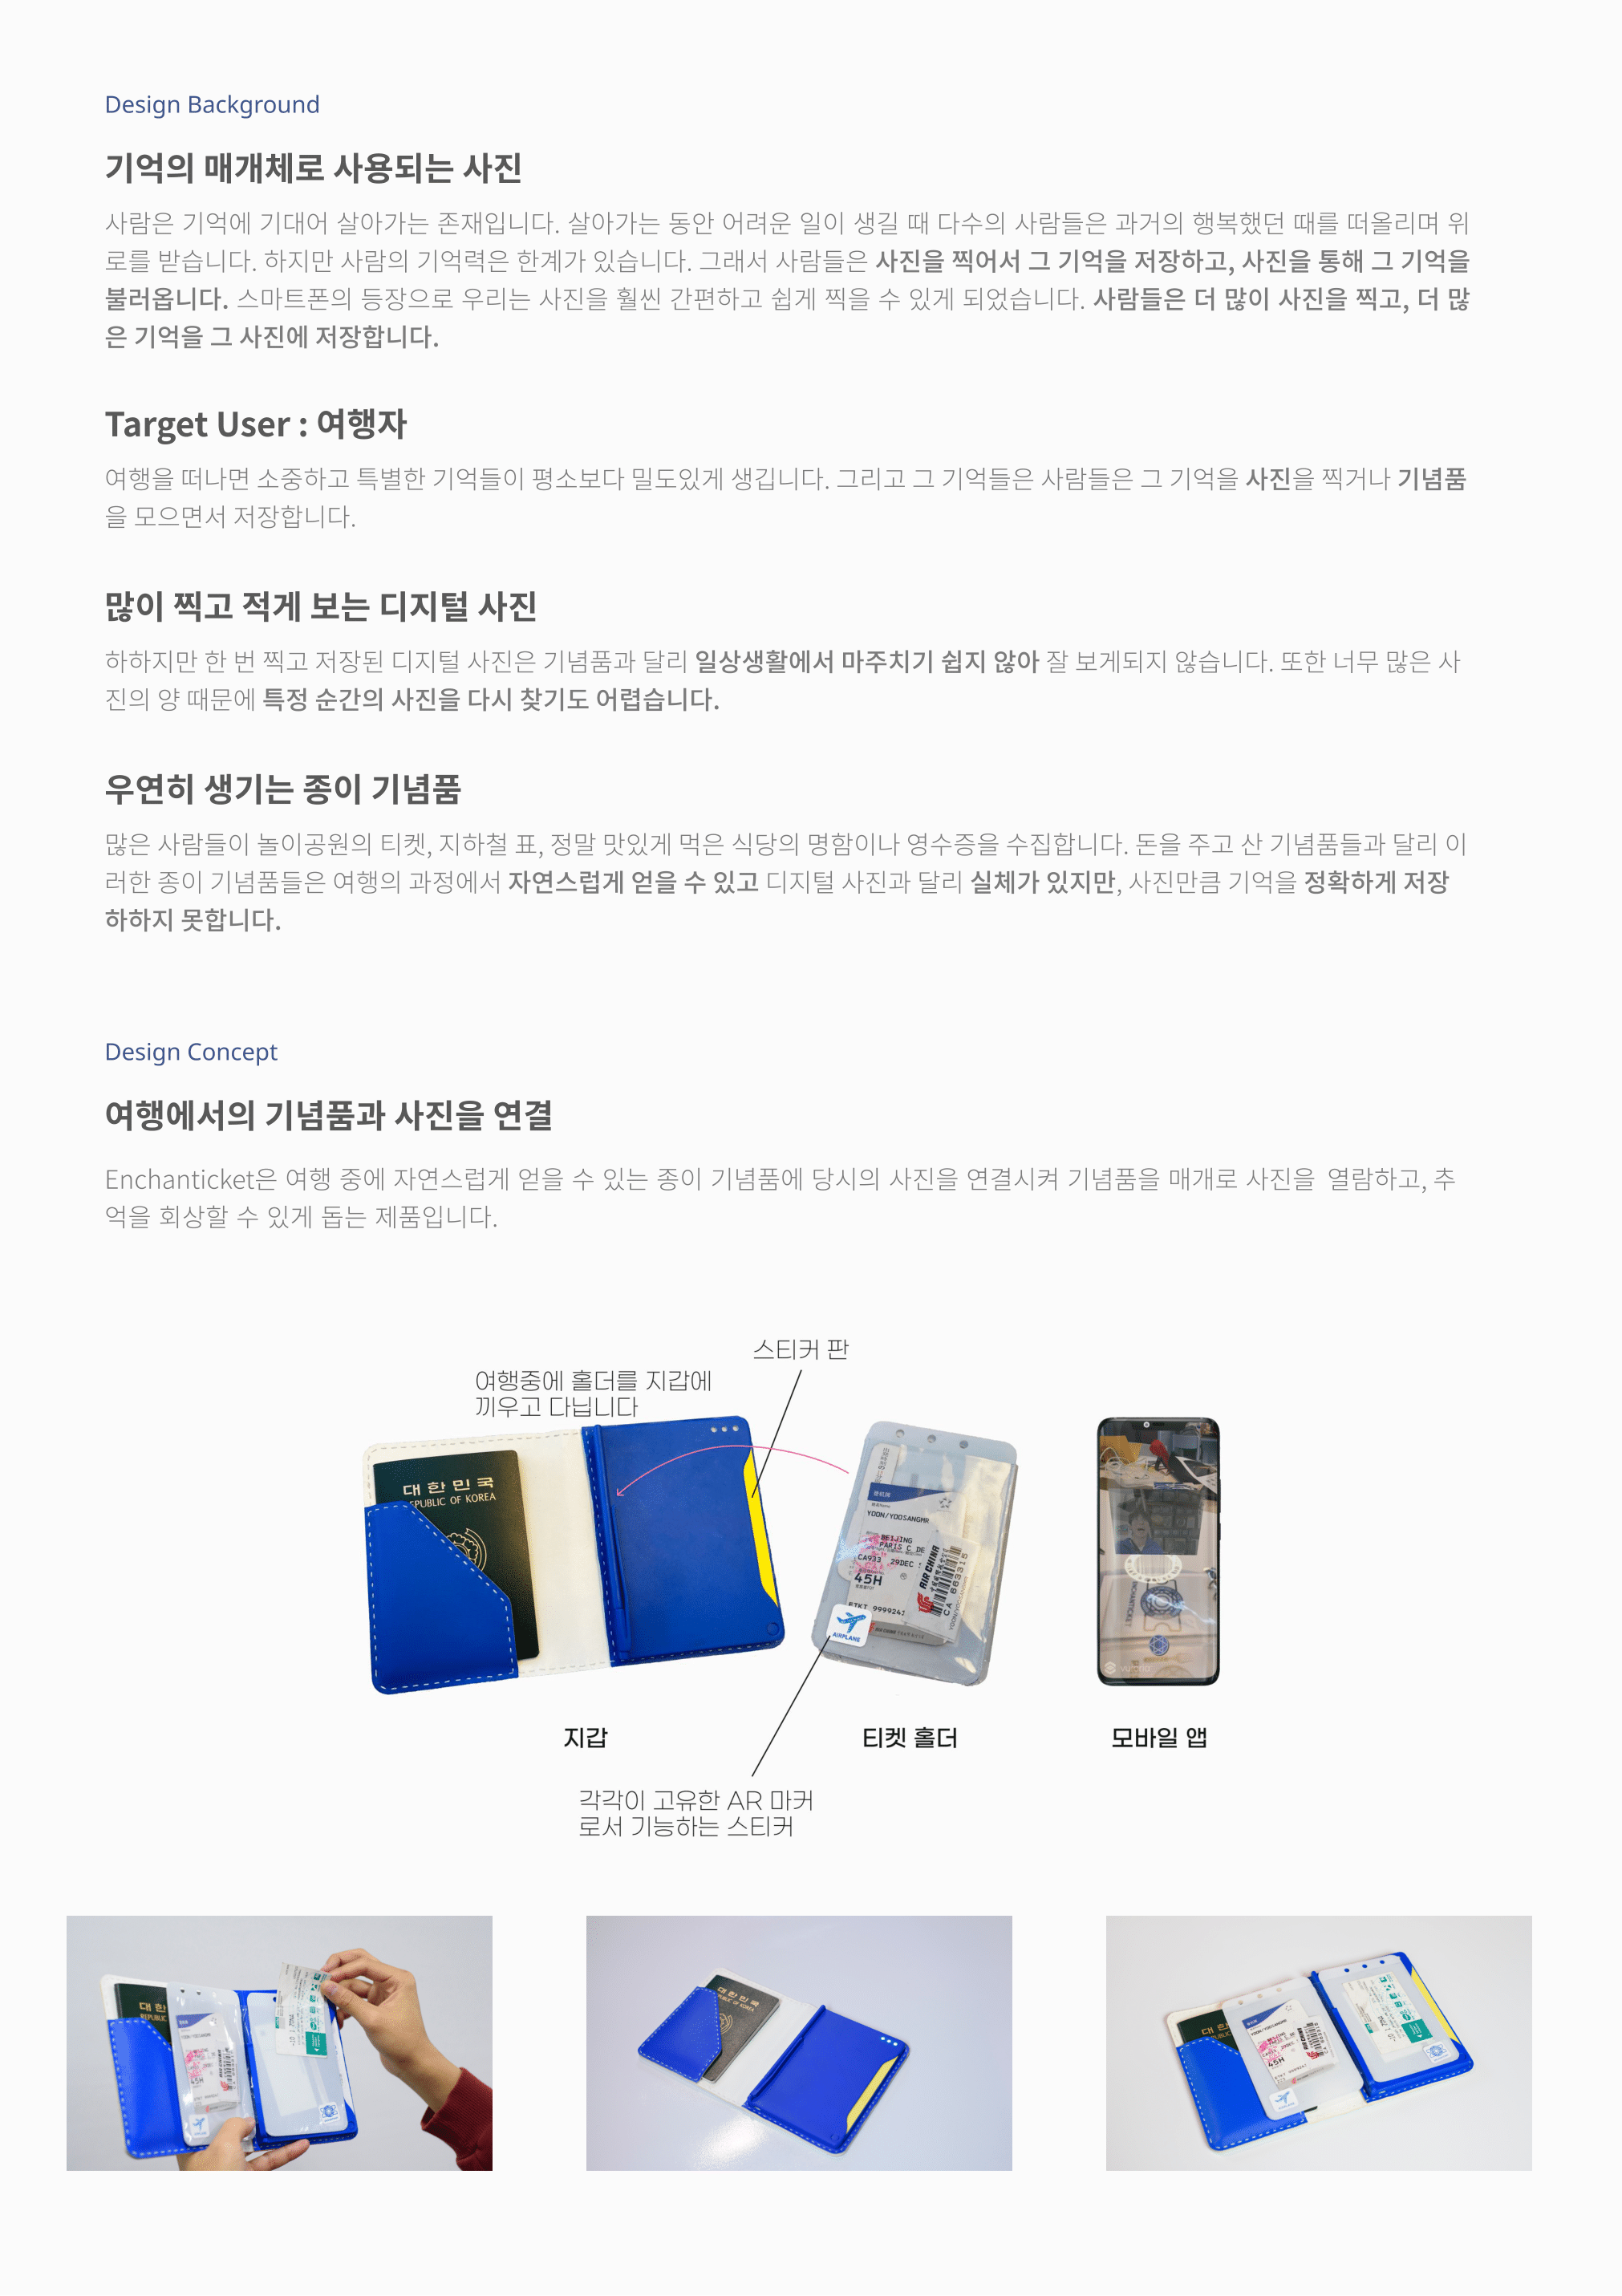 Design Background
기억의 매개체로 사용되는 사진
사람은 기억에 기대어 살아가는 존재입니다. 살아가는 동안 어려운 일이 생길 때 다수의 사람들은 과거의 행복했던 때를 떠올리며 위
로를 받습니다. 하지만 사람의 기억력은 한계가 있습니다. 그래서 사람들은 사진을 찍어서 그 기억을 저장하고, 사진을 통해 그 기억을
불러옵니다. 스마트폰의 등장으로 우리는 사진을 훨씬 간편하고 쉽게 찍을 수 있게 되었습니다. 사람들은 더 많이 사진을 찍고, 더 많
은 기억을 그 사진에 저장합니다.
Target User : 여행자
여행을 떠나면 소중하고 특별한 기억들이 평소보다 밀도있게 생깁니다. 그리고 그 기억들은 사람들은 그 기억을 사진을 찍거나 기념품
을 모으면서 저장합니다.
많이 찍고 적게 보는 디지털 사진
하하지만 한 번 찍고 저장된 디지털 사진은 기념품과 달리 일상생활에서 마주치기 쉽지 않아 잘 보게되지 않습니다. 또한 너무 많은 사
진의 양 때문에 특정 순간의 사진을 다시 찾기도 어렵습니다.
우연히 생기는 종이 기념품
많은 사람들이 놀이공원의 티켓, 지하철 표, 정말 맛있게 먹은 식당의 명함이나 영수증을 수집합니다. 돈을 주고 산 기념품들과 달리 이
러한 종이 기념품들은 여행의 과정에서 자연스럽게 얻을 수 있고 디지털 사진과 달리 실체가 있지만, 사진만큼 기억을 정확하게 저장
하하지 못합니다.
Design Concept
여행에서의 기념품과 사진을 연결
Enchanticket은 여행 중에 자연스럽게 얻을 수 있는 종이 기념품에 당시의 사진을 연결시켜 기념품을 매개로 사진을 열람하고, 추
억을 회상할 수 있게 돕는 제품입니다.
스티커 판
여행중에 홀더를 지갑에
끼우고 다닙니다
대한민국
REPUBLIC OF KOREA
YOON/YOOSANGMR
BEIJING
PARIS C DE
CA933 29DEC
45H
ETKT 9999241
AIR CHINA
AIRPLANE
지갑
티켓 홀더
모바일 앱
각각이 고유한 AR 마커
로서 기능하는 스티커